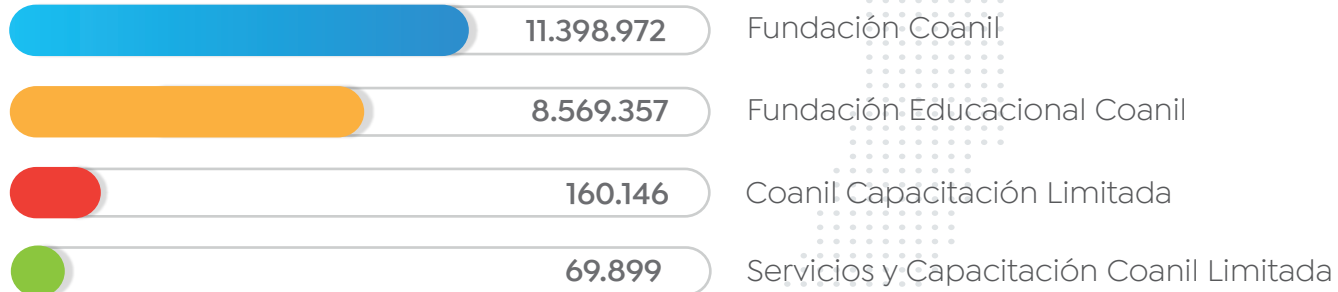 11.398.972 Fundación Coanil
8.569.357 Fundación Educacional Coanil
160.146 Coanil Capacitación Limitada
69.899 Servicios y Capacitación Coanil Limitada